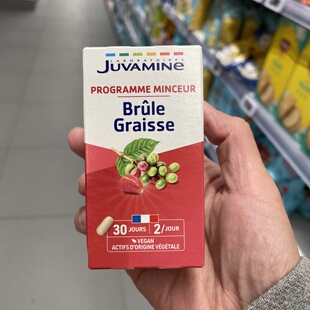 LABORATOIRES
JUVAMINE
PROGRAMME MINCEUR
Brûle
Graisse
30 JOURS 2/JOUR
VEGAN
ACTIFS D'ORIGINE VÉGÉTALE